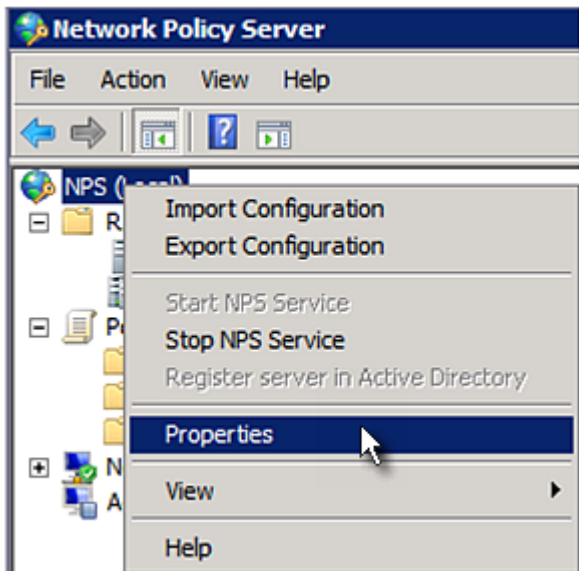 Network Policy Server
File Action View Help
NPS (Local)
R
Import Configuration
Export Configuration
Start NPS Service
Stop NPS Service
Register server in Active Directory
Properties
N
View
A
Help